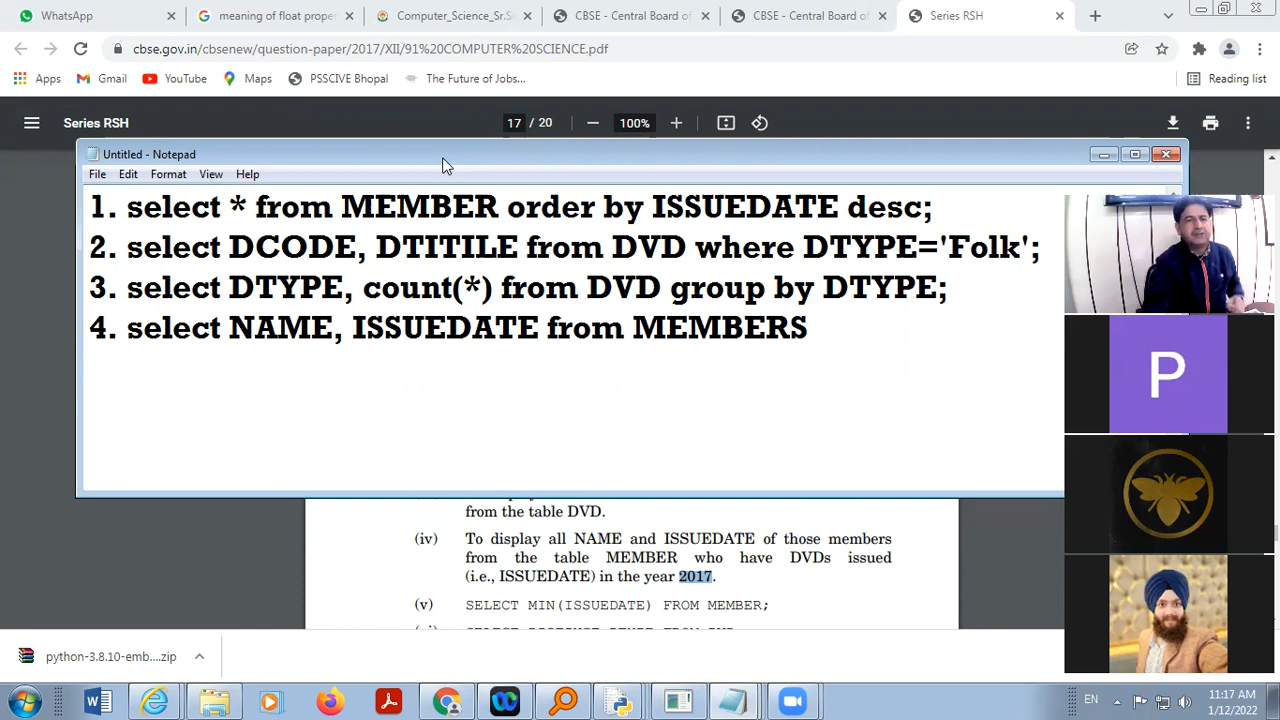 WhatsApp
meaning of float prope
Computer_Science_Sr.S
CBSE - Central Board of
CBSE - Central Board of
Series RSH
cbse.gov.in/cbsenew/question-paper/2017/XII/91%20COMPUTER%20SCIENCE.pdf
Apps
Gmail
YouTube
Maps
PSSCIVE Bhopal
The Future of Jobs...
Reading list
Series RSH
17 / 20
100%
Untitled - Notepad
File Edit Format View Help
1. select * from MEMBER order by ISSUEDATE desc;
2. select DCODE, DTITILE from DVD where DTYPE='Folk';
3. select DTYPE, count(*) from DVD group by DTYPE;
4. select NAME, ISSUEDATE from MEMBERS
P
from the table DVD.
(iv) To display all NAME and ISSUEDATE of those members
from the table MEMBER who have DVDs issued
(i.e., ISSUEDATE) in the year 2017.
(v) SELECT MIN(ISSUEDATE) FROM MEMBER;
python-3.8.10-emb....zip
EN
11:17 AM
1/12/2022